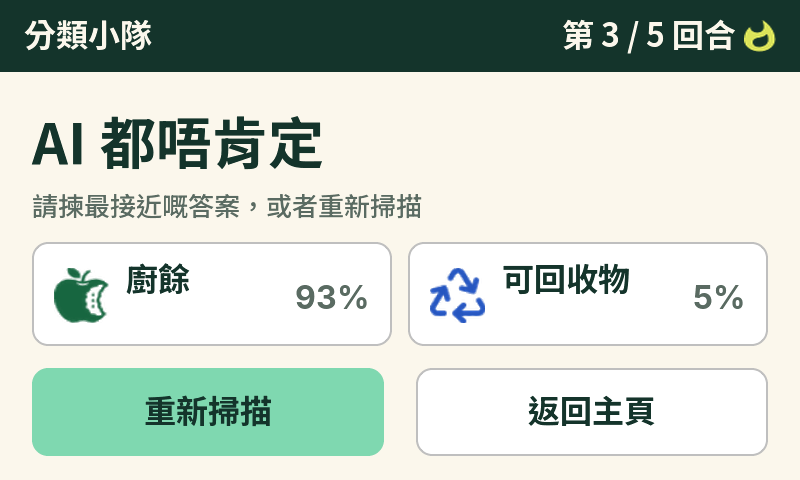 分類小隊
第 3 / 5 回合
AI 都唔肯定
請揀最接近嘅答案，或者重新掃描
廚餘
93%
可回收物
5%
重新掃描
返回主頁